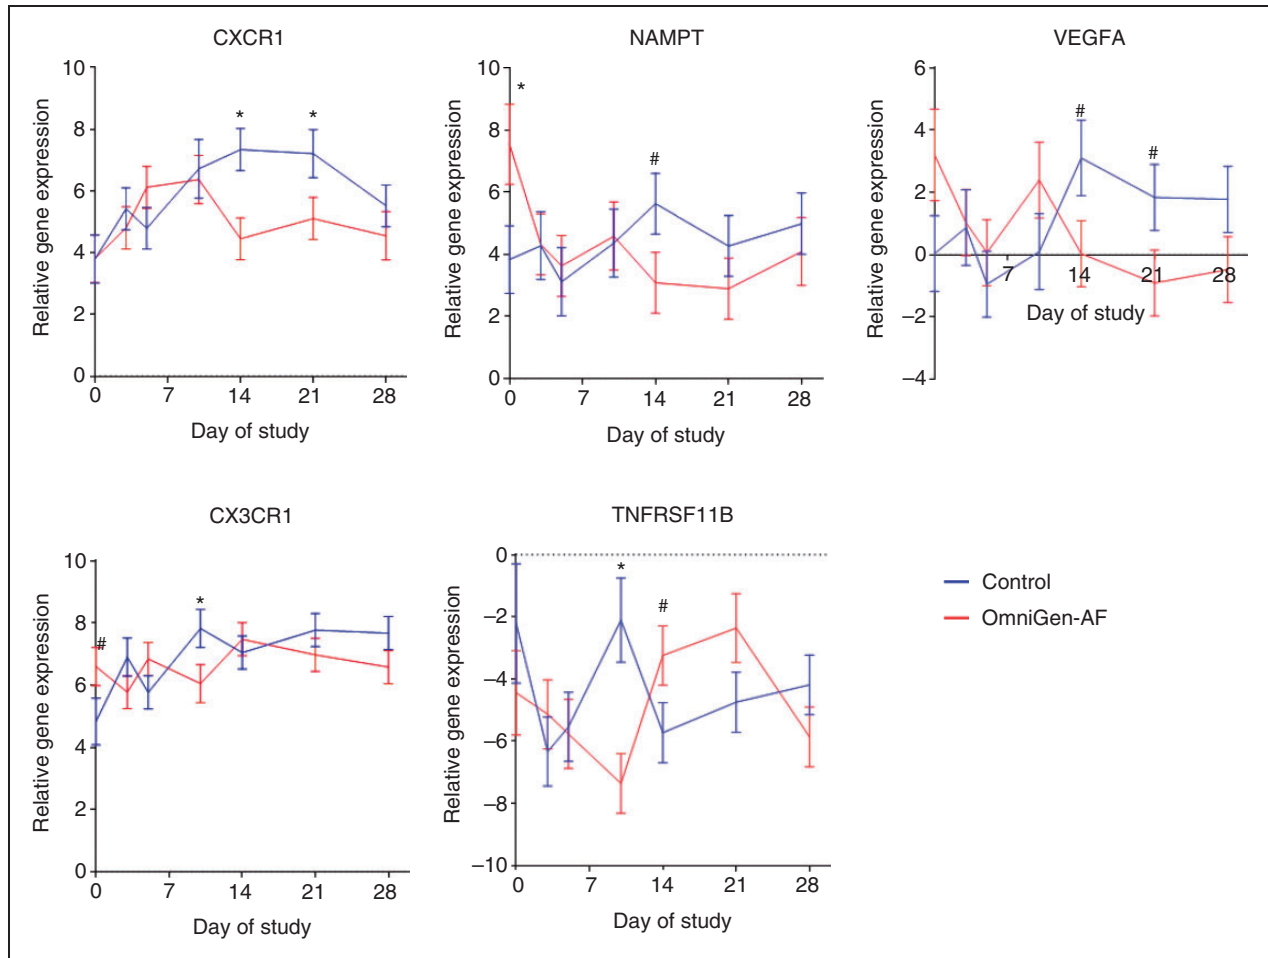 CXCR1
10
8
6
4
2
0
* *
Relative gene expression
0 7 14 21 28
Day of study
NAMPT
10
8
6
4
2
0
*
#
Relative gene expression
0 7 14 21 28
Day of study
VEGFA
6
4
2
0
–2
–4
#
#
Relative gene expression
7 14 21 28
Day of study
CX3CR1
10
8
6
4
2
0
#
*
Relative gene expression
0 7 14 21 28
Day of study
TNFRSF11B
0
–2
–4
–6
–8
–10
*
#
Relative gene expression
0 7 14 21 28
Day of study
Control
OmniGen-AF